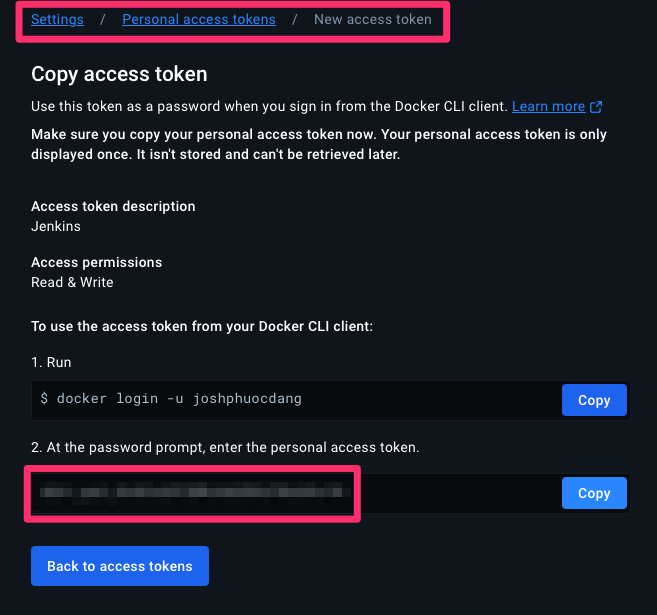 Settings / Personal access tokens / New access token
Copy access token
Use this token as a password when you sign in from the Docker CLI client. Learn more
Make sure you copy your personal access token now. Your personal access token is only
displayed once. It isn't stored and can't be retrieved later.
Access token description
Jenkins
Access permissions
Read & Write
To use the access token from your Docker CLI client:
1. Run
$ docker login -u joshphuocdang
Copy
2. At the password prompt, enter the personal access token.
Copy
Back to access tokens